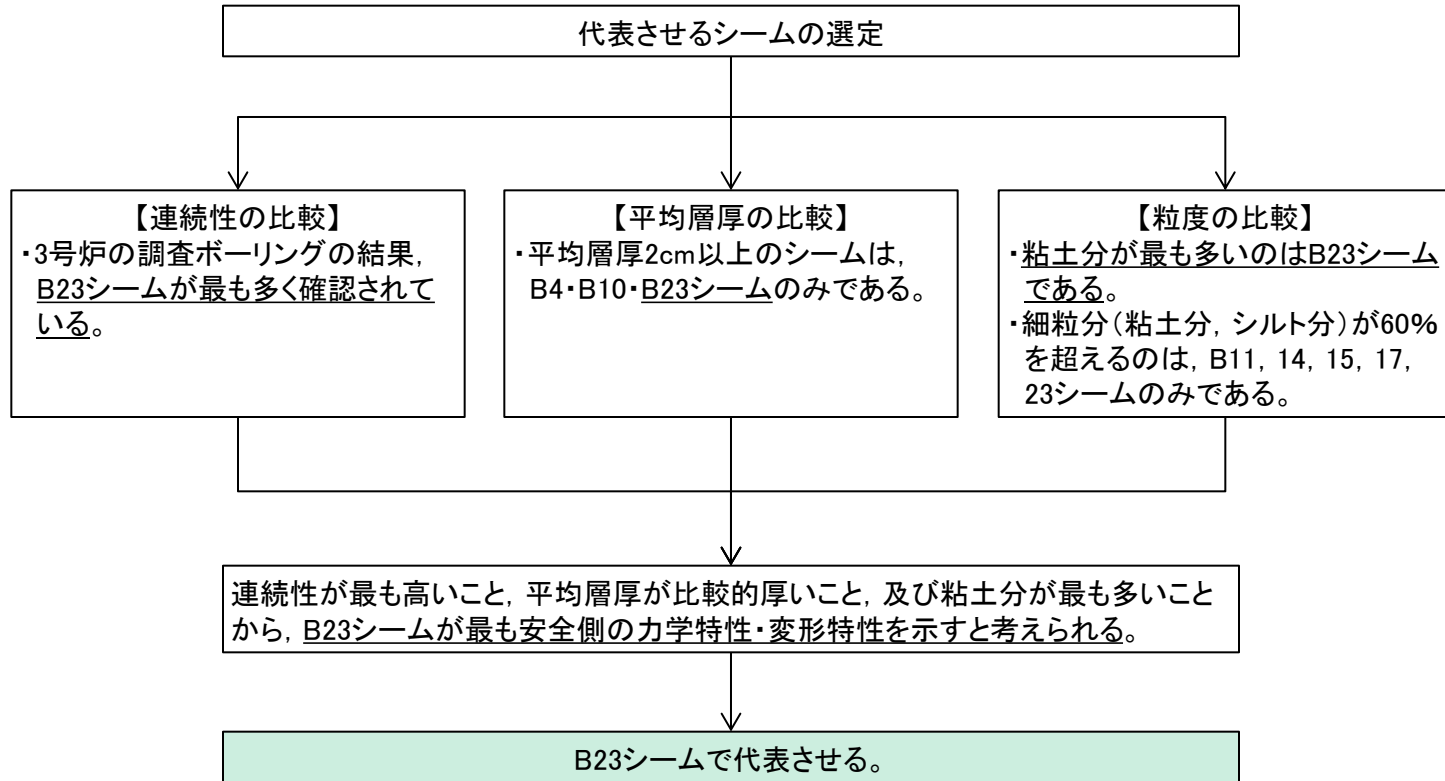 代表させるシームの選定
【連続性の比較】
・3号炉の調査ボーリングの結果,
B23シームが最も多く確認されて
いる。
【平均層厚の比較】
・平均層厚2cm以上のシームは,
B4・B10・B23シームのみである。
【粒度の比較】
・粘土分が最も多いのはB23シーム
である。
・細粒分(粘土分, シルト分)が60%
を超えるのは, B11, 14, 15, 17,
23シームのみである。
連続性が最も高いこと, 平均層厚が比較的厚いこと, 及び粘土分が最も多いこと
から, B23シームが最も安全側の力学特性・変形特性を示すと考えられる。
B23シームで代表させる。